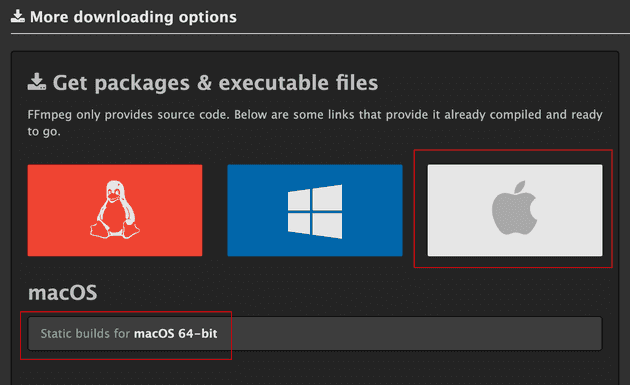 More downloading options
Get packages & executable files
FFmpeg only provides source code. Below are some links that provide it already compiled and ready
to go.
macOS
Static builds for macOS 64-bit